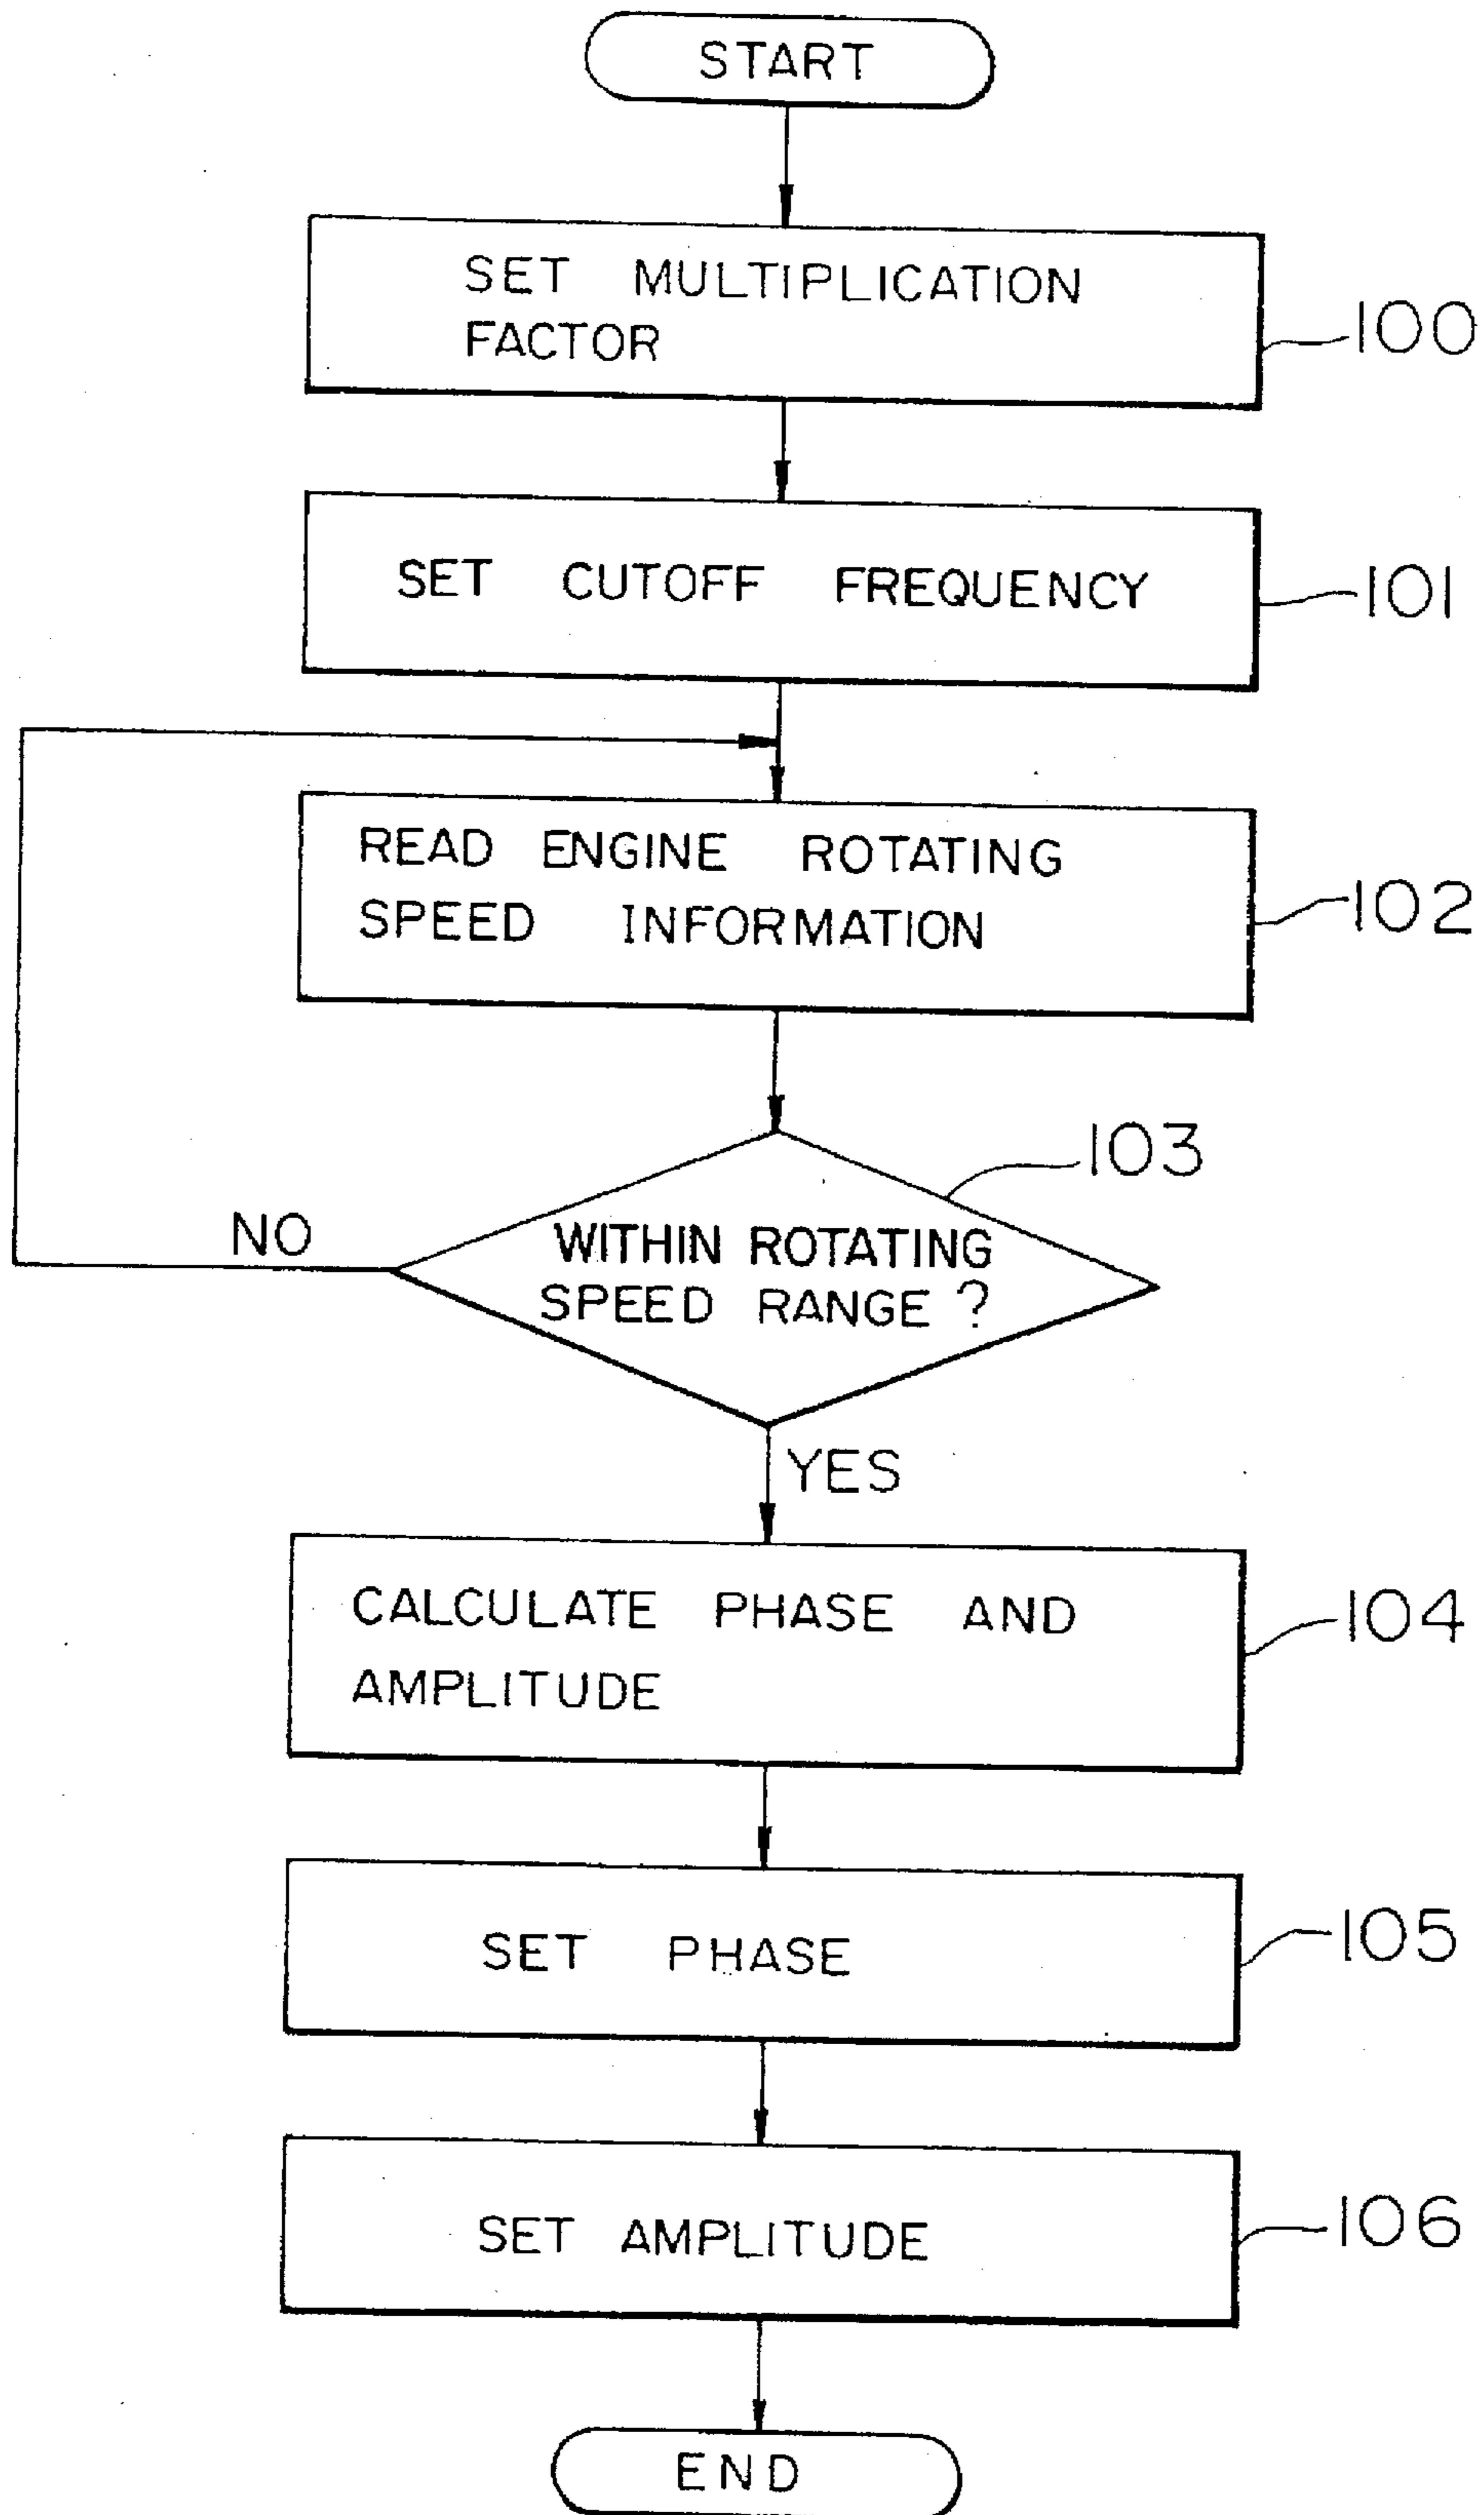 START
SET MULTIPLICATION
FACTOR
100
SET CUTOFF FREQUENCY
101
READ ENGINE ROTATING
SPEED INFORMATION
102
103
NO
WITHIN ROTATING
SPEED RANGE ?
YES
CALCULATE PHASE AND
AMPLITUDE
104
SET PHASE
105
SET AMPLITUDE
106
END